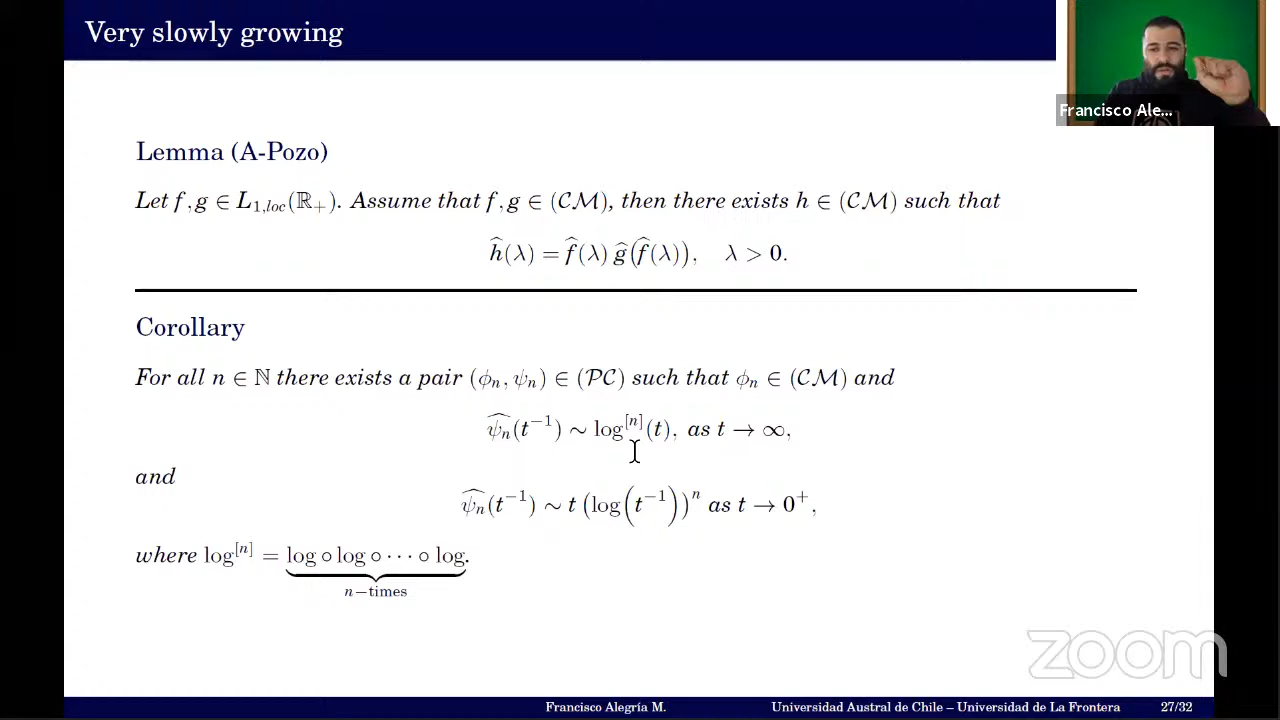 Very slowly growing
Francisco Ale...
Lemma (A-Pozo)
Let f, g ∈ L_{1,loc}(ℝ₊). Assume that f, g ∈ (𝒞ℳ), then there exists h ∈ (𝒞ℳ) such that
ĥ(λ) = f̂(λ) ĝ(f̂(λ)), λ > 0.
Corollary
For all n ∈ ℕ there exists a pair (ϕₙ, ψₙ) ∈ (𝒫𝒞) such that ϕₙ ∈ (𝒞ℳ) and
ψ̂ₙ(t⁻¹) ∼ log^{[n]}(t), as t → ∞,
and
ψ̂ₙ(t⁻¹) ∼ t (log(t⁻¹))ⁿ as t → 0⁺,
where log^{[n]} = log ∘ log ∘ ⋯ ∘ log.
n−times
zoom
Francisco Alegría M. Universidad Austral de Chile – Universidad de La Frontera 27/32